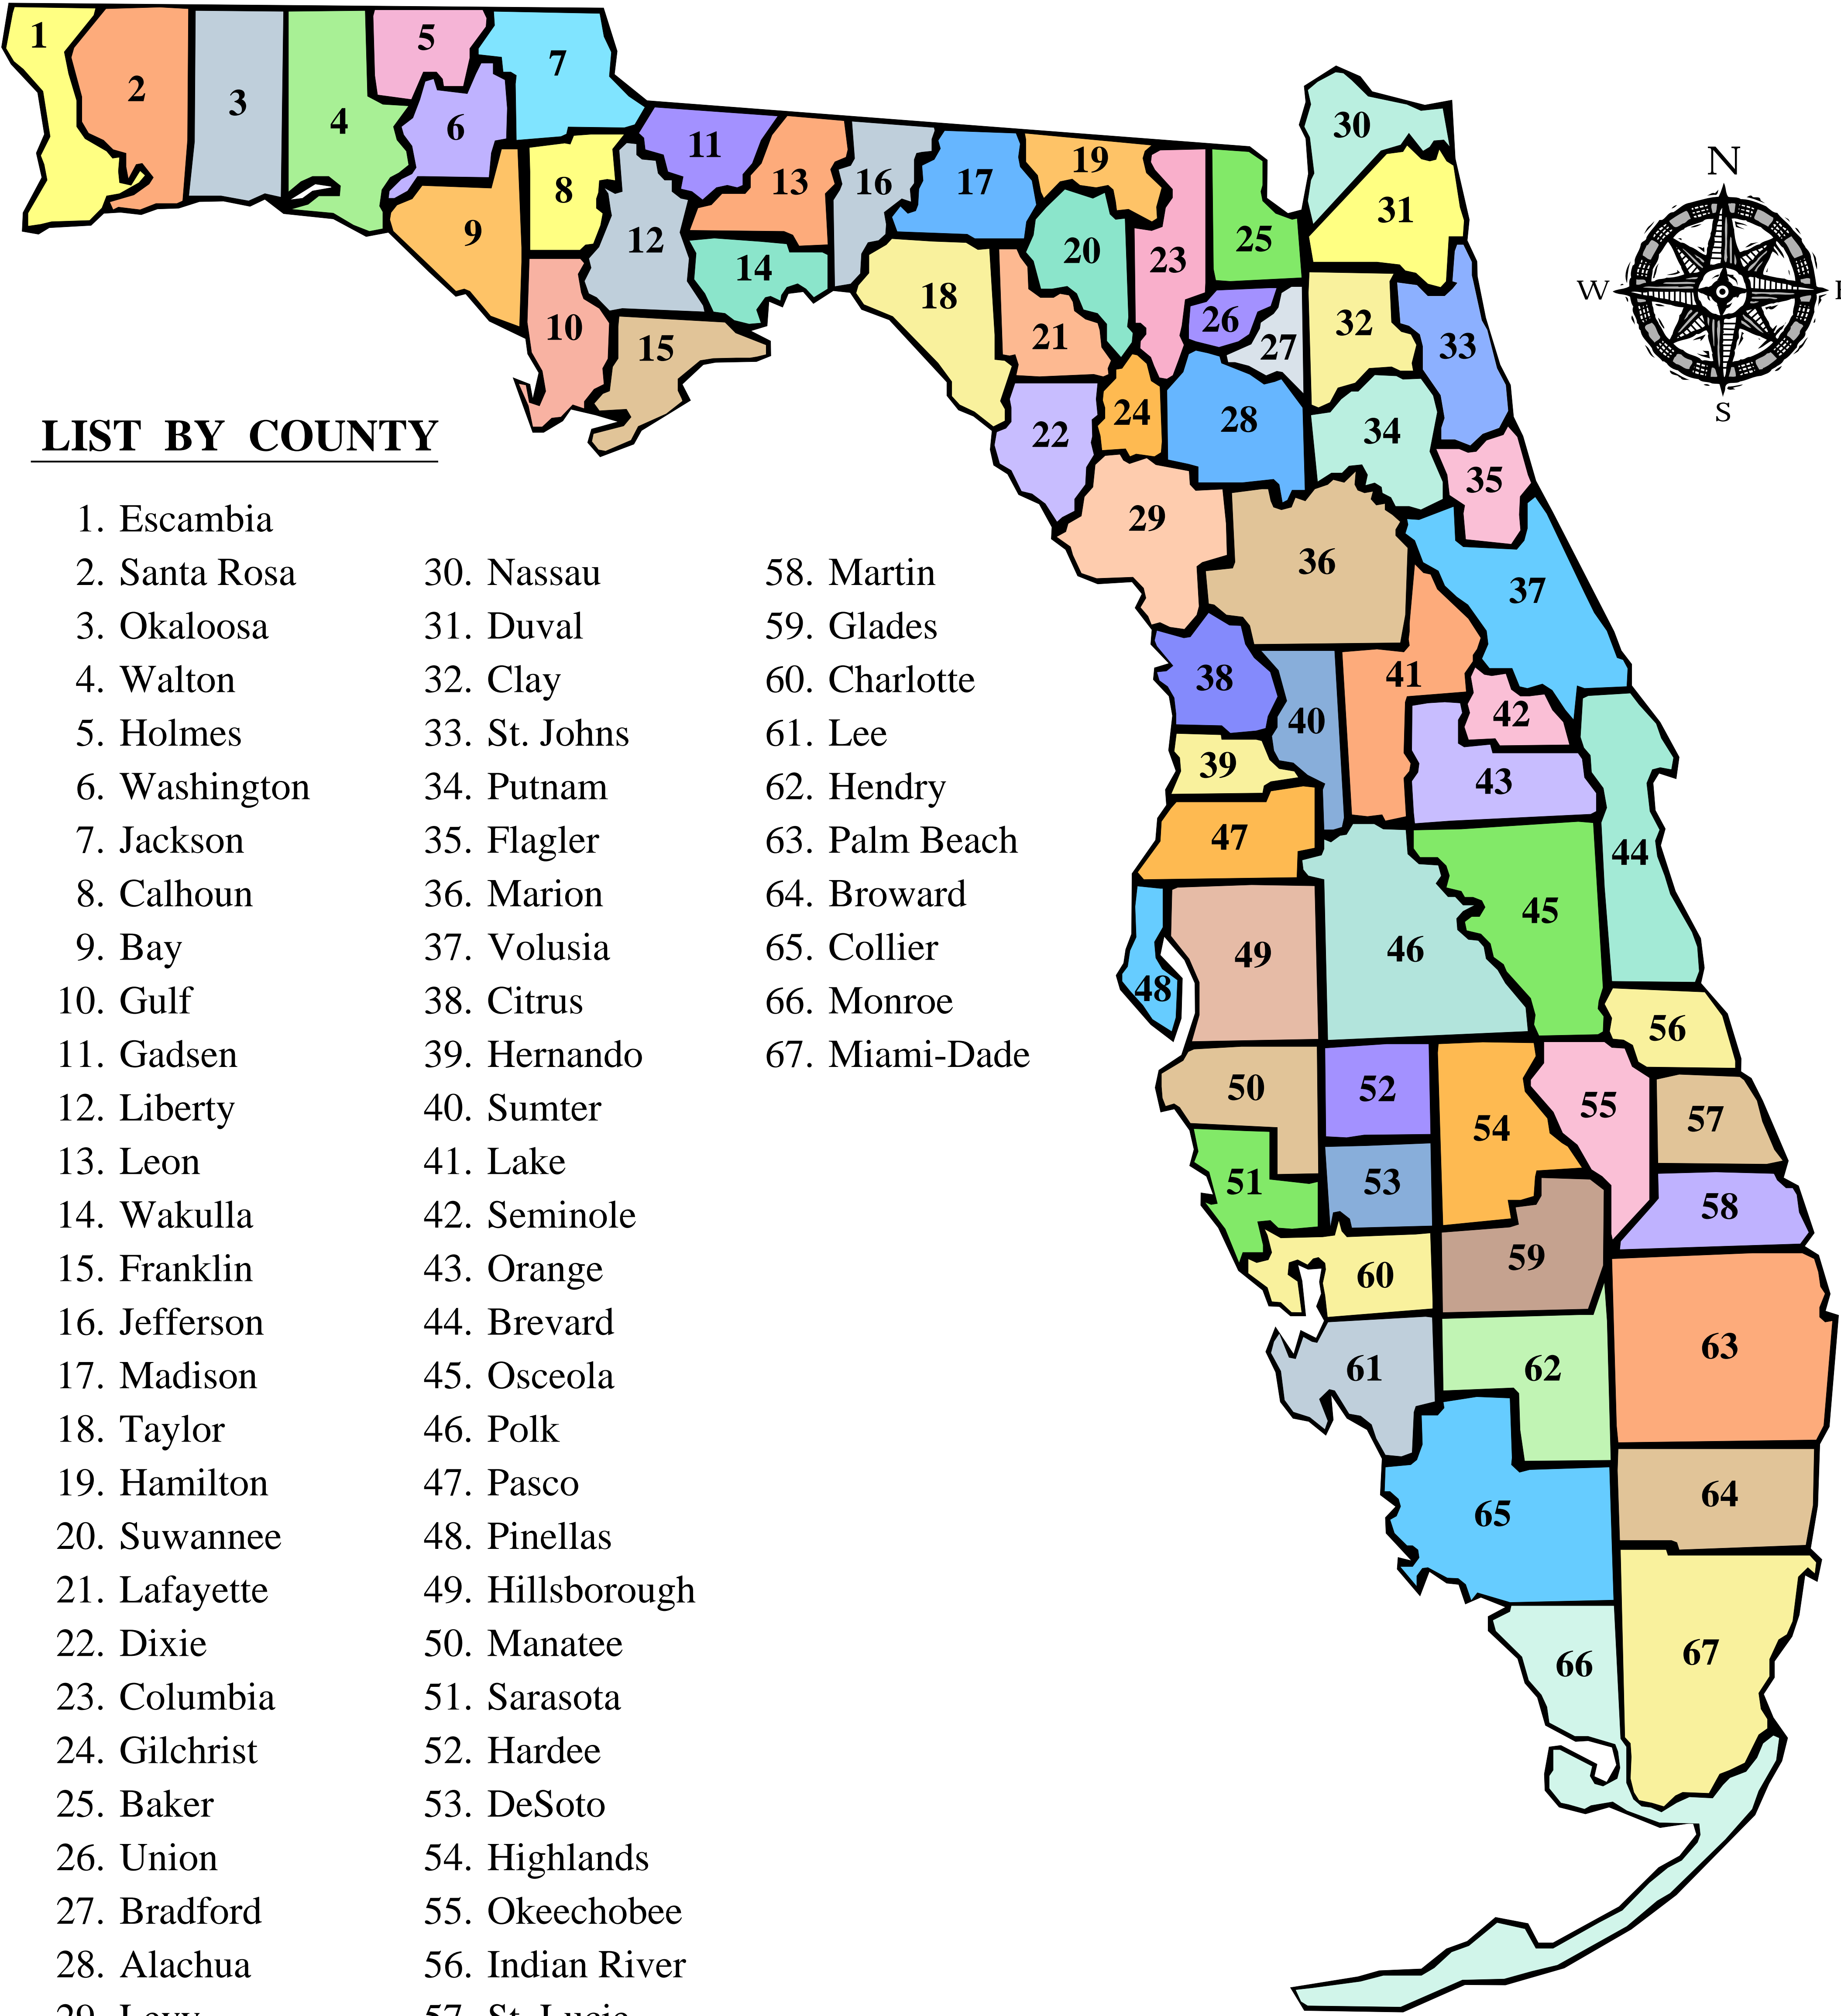 1
2
3
4
5
6
7
8
9
10
11
12
13
14
15
16
17
18
19
20
21
22
23
24
25
26
27
28
29
30
31
32
33
34
35
36
37
38
39
40
41
42
43
44
45
46
47
48
49
50
51
52
53
54
55
56
57
58
59
60
61
62
63
64
65
66
67
N
W
S
LIST BY COUNTY
1. Escambia
2. Santa Rosa
3. Okaloosa
4. Walton
5. Holmes
6. Washington
7. Jackson
8. Calhoun
9. Bay
10. Gulf
11. Gadsen
12. Liberty
13. Leon
14. Wakulla
15. Franklin
16. Jefferson
17. Madison
18. Taylor
19. Hamilton
20. Suwannee
21. Lafayette
22. Dixie
23. Columbia
24. Gilchrist
25. Baker
26. Union
27. Bradford
28. Alachua
29. Levy
30. Nassau
31. Duval
32. Clay
33. St. Johns
34. Putnam
35. Flagler
36. Marion
37. Volusia
38. Citrus
39. Hernando
40. Sumter
41. Lake
42. Seminole
43. Orange
44. Brevard
45. Osceola
46. Polk
47. Pasco
48. Pinellas
49. Hillsborough
50. Manatee
51. Sarasota
52. Hardee
53. DeSoto
54. Highlands
55. Okeechobee
56. Indian River
57. St. Lucie
58. Martin
59. Glades
60. Charlotte
61. Lee
62. Hendry
63. Palm Beach
64. Broward
65. Collier
66. Monroe
67. Miami-Dade